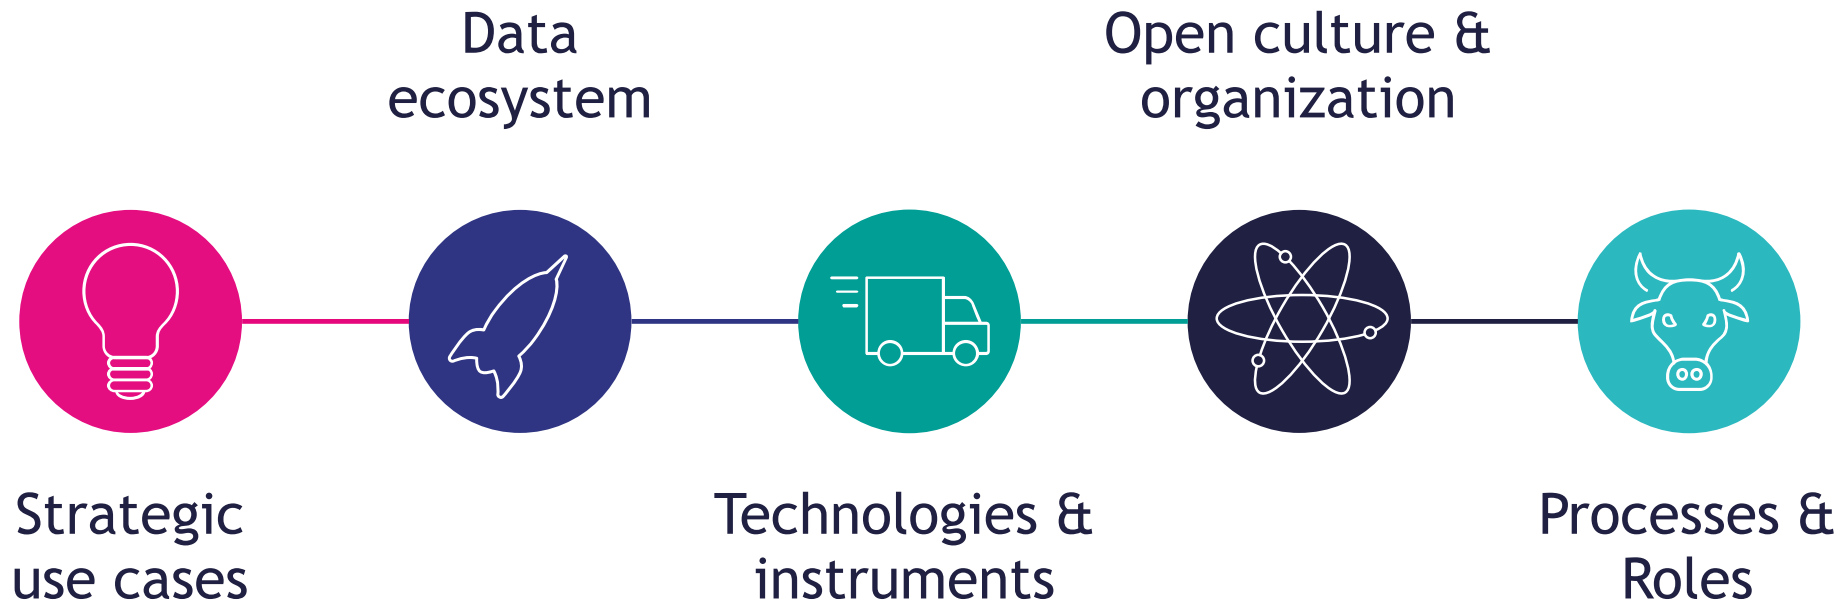 Data
ecosystem
Open culture &
organization
Strategic
use cases
Technologies &
instruments
Processes &
Roles